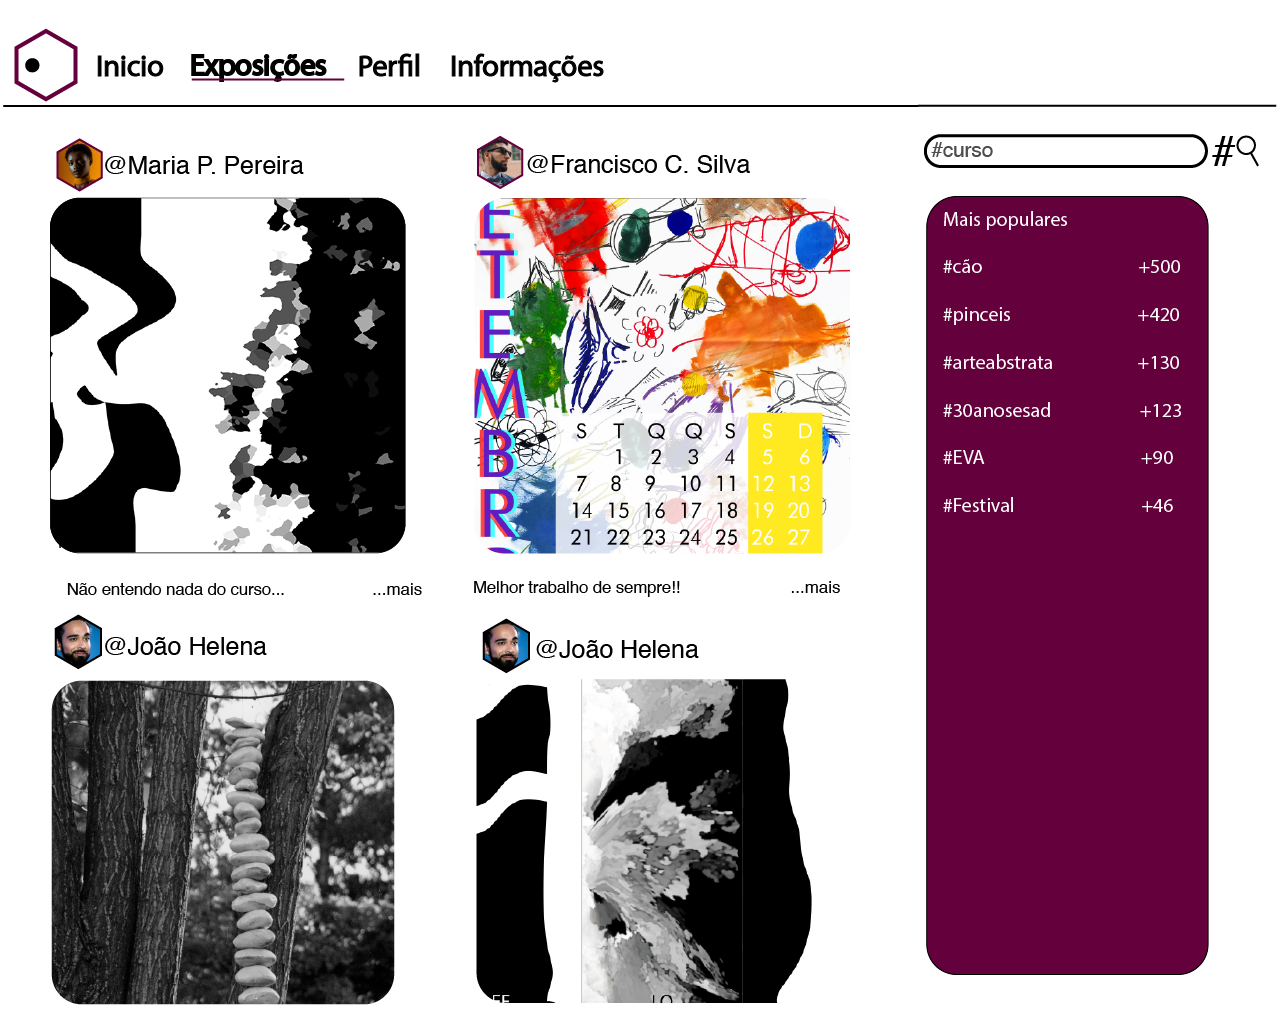 Inicio Exposições Perfil Informações
@Maria P. Pereira
@Francisco C. Silva
#curso #
E
T
E
M
B
R
S T Q Q S S D
1 2 3 4 5 6
7 8 9 10 11 12 13
14 15 16 17 18 19 20
21 22 23 24 25 26 27
Não entendo nada do curso... ...mais
Melhor trabalho de sempre!! ...mais
@João Helena
@João Helena
Mais populares
#cão +500
#pinceis +420
#arteabstrata +130
#30anosesad +123
#EVA +90
#Festival +46